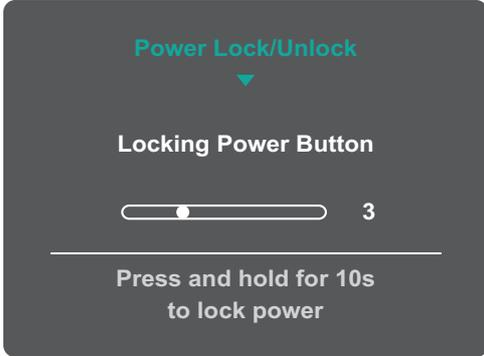 Power Lock/Unlock
Locking Power Button
3
Press and hold for 10s
to lock power